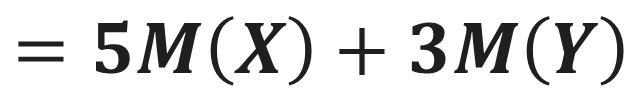 = 5M(X) + 3M(Y)